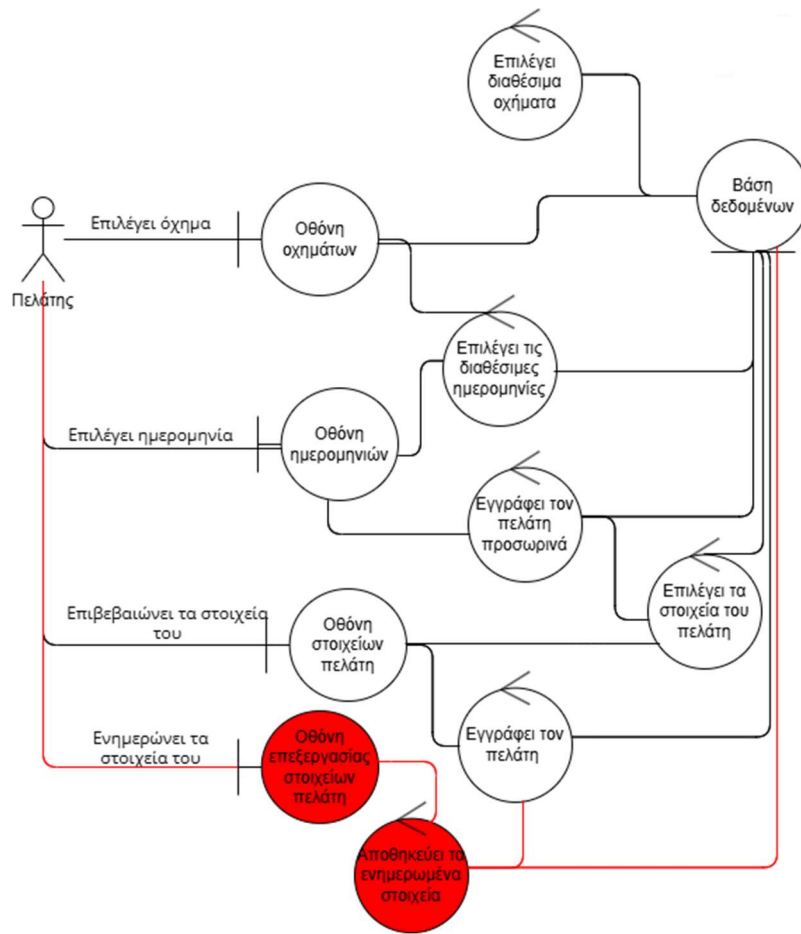 Επιλέγει
διαθέσιμα
οχήματα
Βάση
δεδομένων
Επιλέγει όχημα
Οθόνη
οχημάτων
Πελάτης
Επιλέγει τις
διαθέσιμες
ημερομηνίες
Επιλέγει ημερομηνία
Οθόνη
ημερομηνιών
Εγγράφει τον
πελάτη
προσωρινά
Επιλέγει τα
στοιχεία του
πελάτη
Επιβεβαιώνει τα στοιχεία
του
Οθόνη
στοιχείων
πελάτη
Εγγράφει τον
πελάτη
Ενημερώνει τα
στοιχεία του
Οθόνη
επεξεργασίας
στοιχείων
πελάτη
Αποθηκεύει τα
ενημερωμένα
στοιχεία